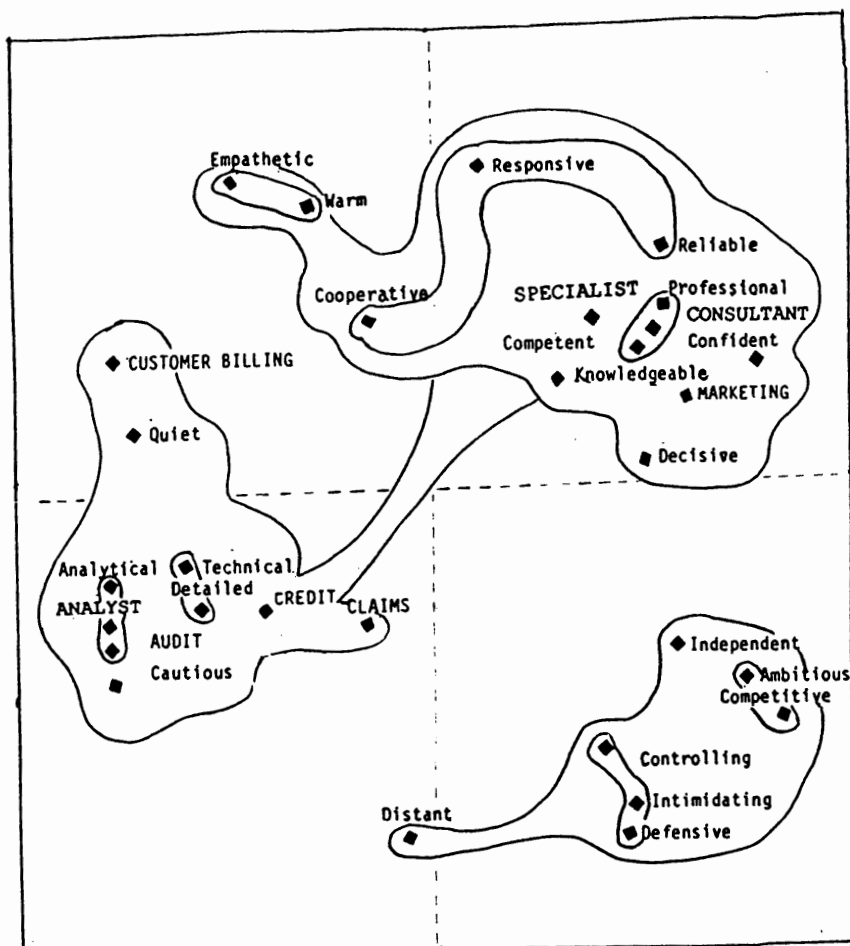 Empathetic
Warm
Responsive
Reliable
Cooperative
SPECIALIST
Professional
CONSULTANT
Competent
Confident
Knowledgeable
MARKETING
CUSTOMER BILLING
Quiet
Decisive
Analytical
Technical
Detailed
CREDIT
CLAIMS
ANALYST
AUDIT
Cautious
Independent
Ambitious
Competitive
Controlling
Intimidating
Distant
Defensive